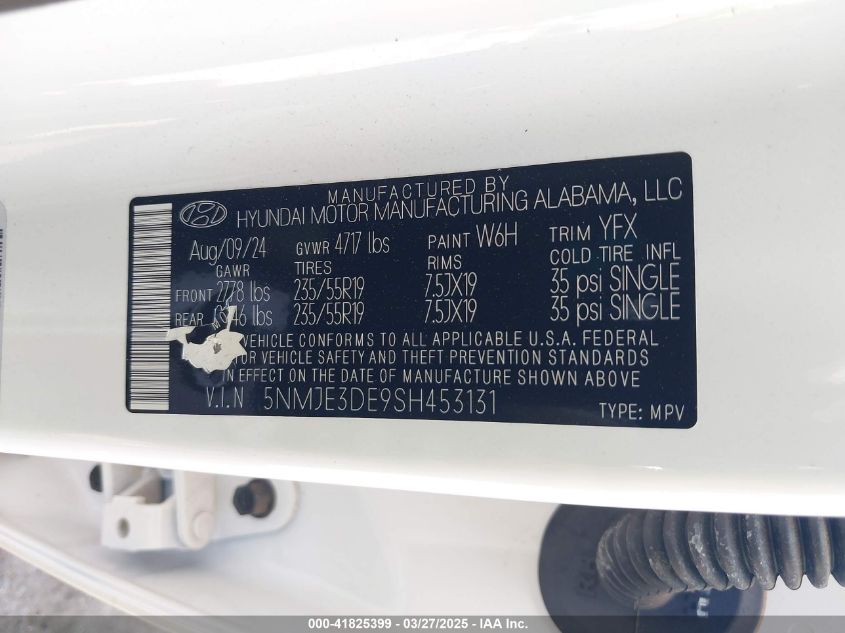 MANUFACTURED BY
HYUNDAI MOTOR MANUFACTURING ALABAMA, LLC
Aug/09/24 GVWR 4717 lbs PAINT W6H TRIM YFX
GAWR TIRES RIMS COLD TIRE INFL
FRONT 2778 lbs 235/55R19 7.5JX19 35 psi SINGLE
REAR lbs 235/55R19 7.5JX19 35 psi SINGLE
VEHICLE CONFORMS TO ALL APPLICABLE U.S.A. FEDERAL
VEHICLE SAFETY AND THEFT PREVENTION STANDARDS
IN EFFECT ON THE DATE OF MANUFACTURE SHOWN ABOVE
V.I.N 5NMJE3DE9SH453131 TYPE: MPV
000-41825399 - 03/27/2025 - IAA Inc.